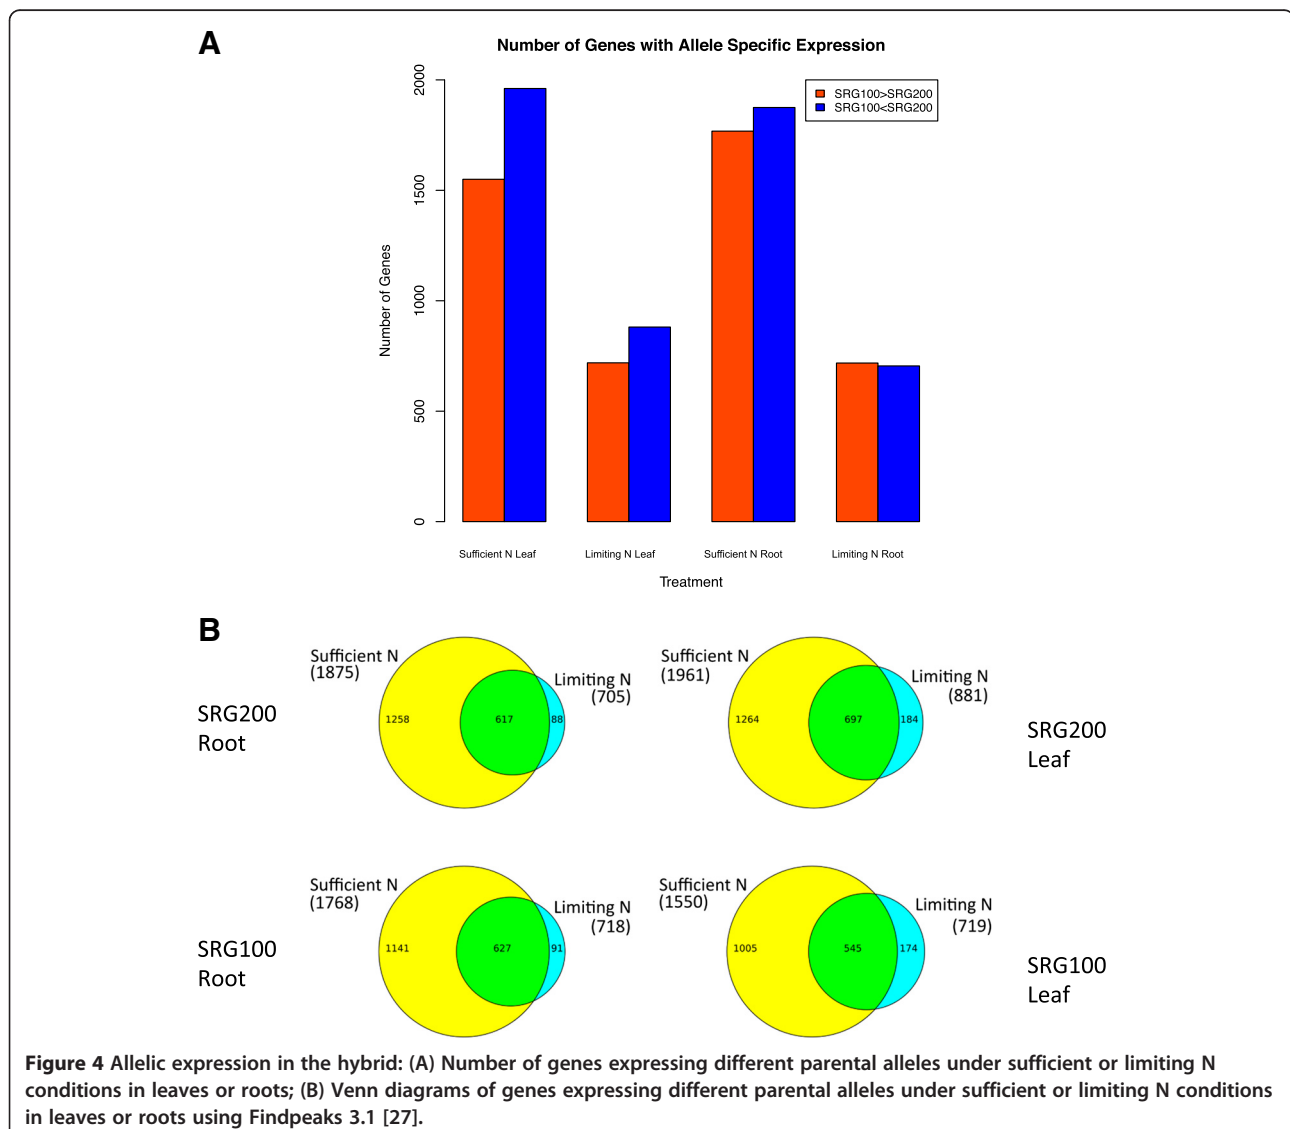 A
Number of Genes with Allele Specific Expression
SRG100>SRG200
SRG100<SRG200
Number of Genes
2000
1500
1000
500
0
Sufficient N Leaf
Limiting N Leaf
Sufficient N Root
Limiting N Root
Treatment
B
SRG200
Root
Sufficient N
(1875)
Limiting N
(705)
1258
617
88
Sufficient N
(1961)
Limiting N
(881)
1264
697
184
SRG200
Leaf
SRG100
Root
Sufficient N
(1768)
Limiting N
(718)
1141
627
91
Sufficient N
(1550)
Limiting N
(719)
1005
545
174
SRG100
Leaf
Figure 4 Allelic expression in the hybrid: (A) Number of genes expressing different parental alleles under sufficient or limiting N
conditions in leaves or roots; (B) Venn diagrams of genes expressing different parental alleles under sufficient or limiting N conditions
in leaves or roots using Findpeaks 3.1 [27].